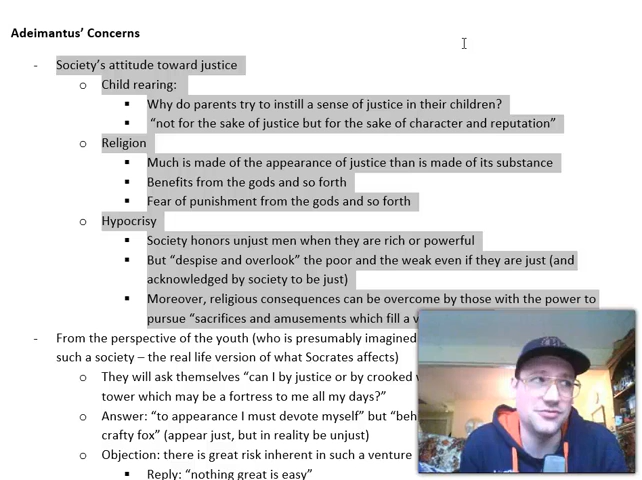 Adeimantus' Concerns
- Society's attitude toward justice
o Child rearing:
▪ Why do parents try to instill a sense of justice in their children?
▪ "not for the sake of justice but for the sake of character and reputation"
o Religion
▪ Much is made of the appearance of justice than is made of its substance
▪ Benefits from the gods and so forth
▪ Fear of punishment from the gods and so forth
o Hypocrisy
▪ Society honors unjust men when they are rich or powerful
▪ But "despise and overlook" the poor and the weak even if they are just (and
acknowledged by society to be just)
▪ Moreover, religious consequences can be overcome by those with the power to
pursue "sacrifices and amusements which fill a
- From the perspective of the youth (who is presumably imagined
such a society – the real life version of what Socrates affects)
o They will ask themselves "can I by justice or by crooked
tower which may be a fortress to me all my days?"
o Answer: "to appearance I must devote myself" but
crafty fox" (appear just, but in reality be unjust)
o Objection: there is great risk inherent in such a venture
▪ Reply: "nothing great is easy"